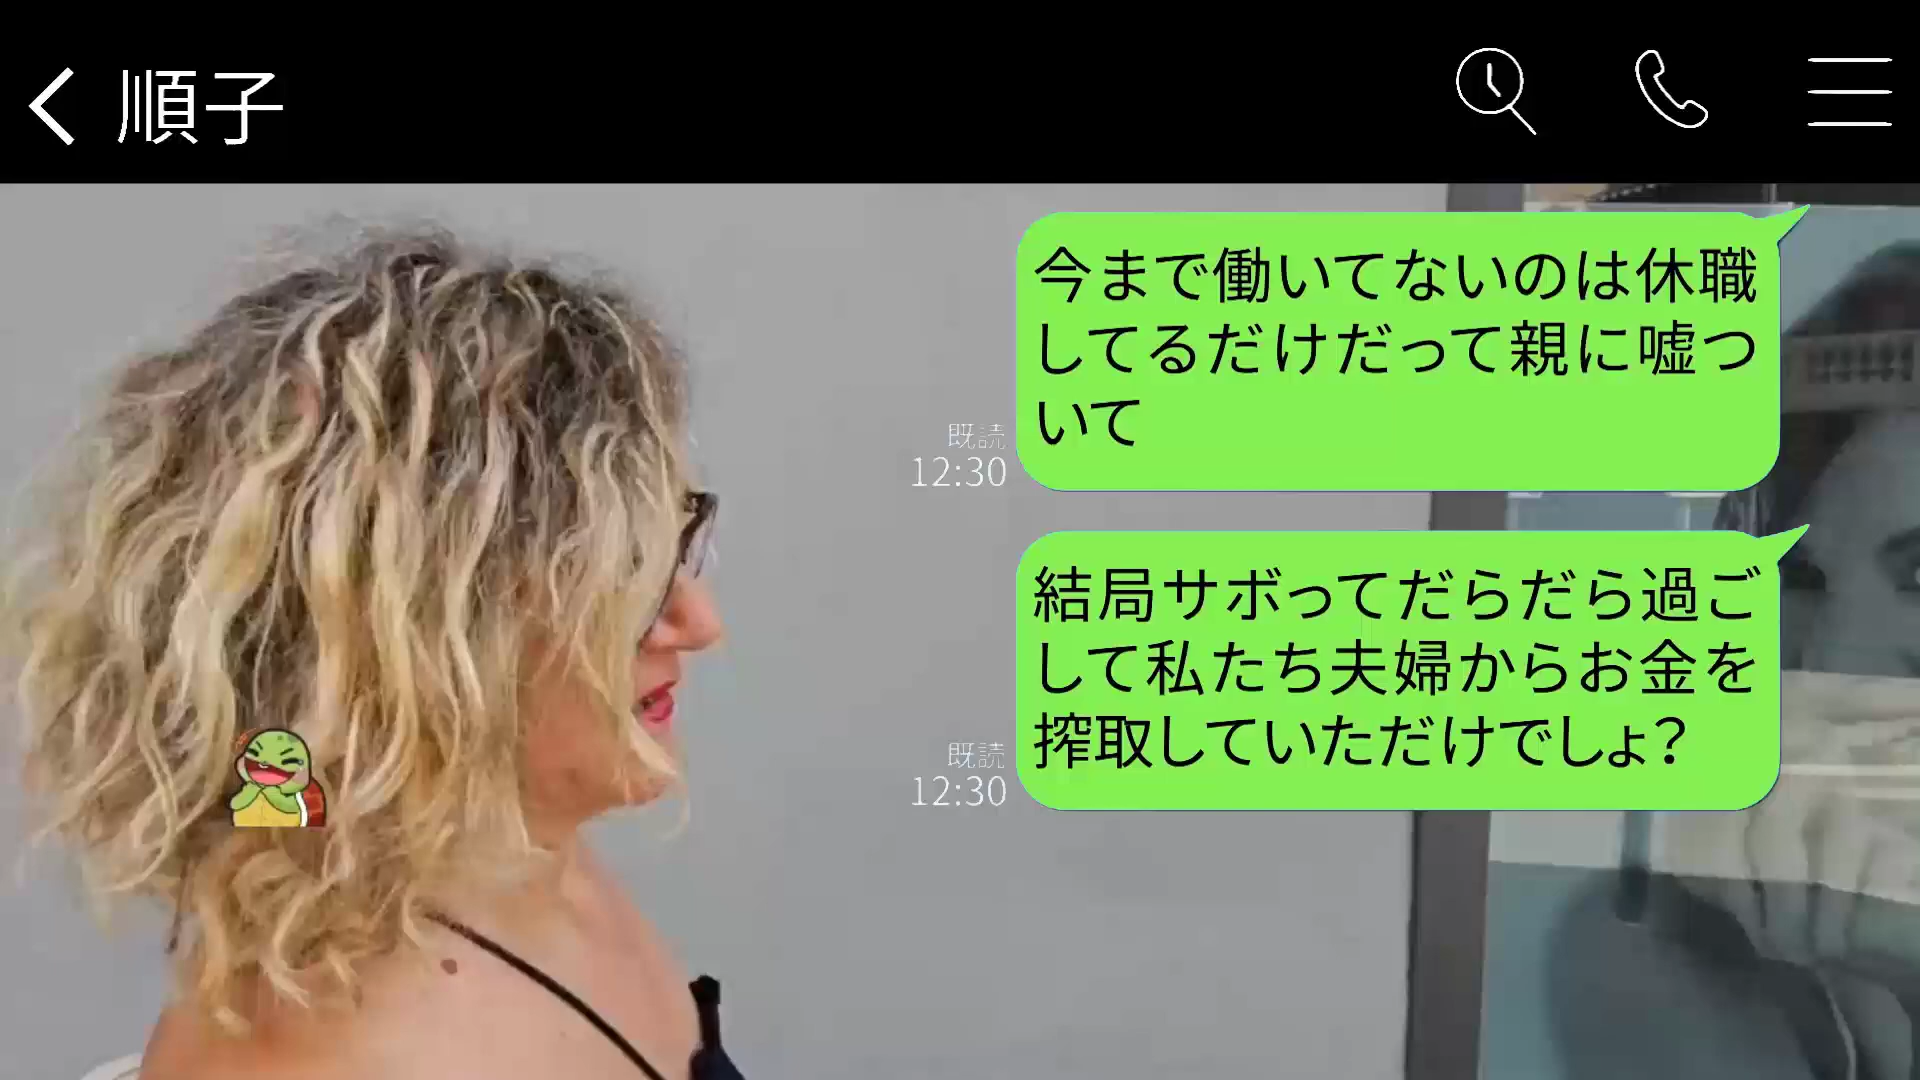 順子
今まで働いてないのは休職
してるだけだって親に嘘つ
いて
既読
12:30
結局サボってだらだら過ご
して私たち夫婦からお金を
搾取していただけでしょ？
既読
12:30